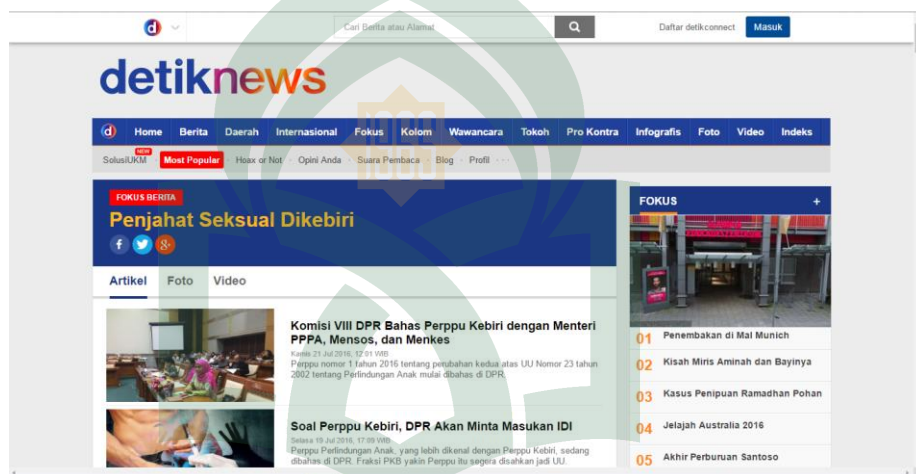 d
Cari Berita atau Alamat
Daftar detikconnect
Masuk
detiknews
d Home Berita Daerah Internasional Fokus Kolom Wawancara Tokoh Pro Kontra Infografis Foto Video Indeks
NEW
SolusiUKM Most Popular Hoax or Not Opini Anda Suara Pembaca Blog Profil ...
FOKUS BERITA
Penjahat Seksual Dikebiri
Artikel Foto Video
Komisi VIII DPR Bahas Perppu Kebiri dengan Menteri
PPPA, Mensos, dan Menkes
Kamis 21 Jul 2016, 12:01 WIB
Perppu nomor 1 tahun 2016 tentang perubahan kedua atas UU Nomor 23 tahun
2002 tentang Perlindungan Anak mulai dibahas di DPR.
Soal Perppu Kebiri, DPR Akan Minta Masukan IDI
Selasa 19 Jul 2016, 17:09 WIB
Perppu Perlindungan Anak, yang lebih dikenal dengan Perppu Kebiri, sedang
dibahas di DPR. Fraksi PKB yakin Perppu itu segera disahkan jadi UU.
FOKUS +
01 Penembakan di Mal Munich
02 Kisah Miris Aminah dan Bayinya
03 Kasus Penipuan Ramadhan Pohan
04 Jelajah Australia 2016
05 Akhir Perburuan Santoso